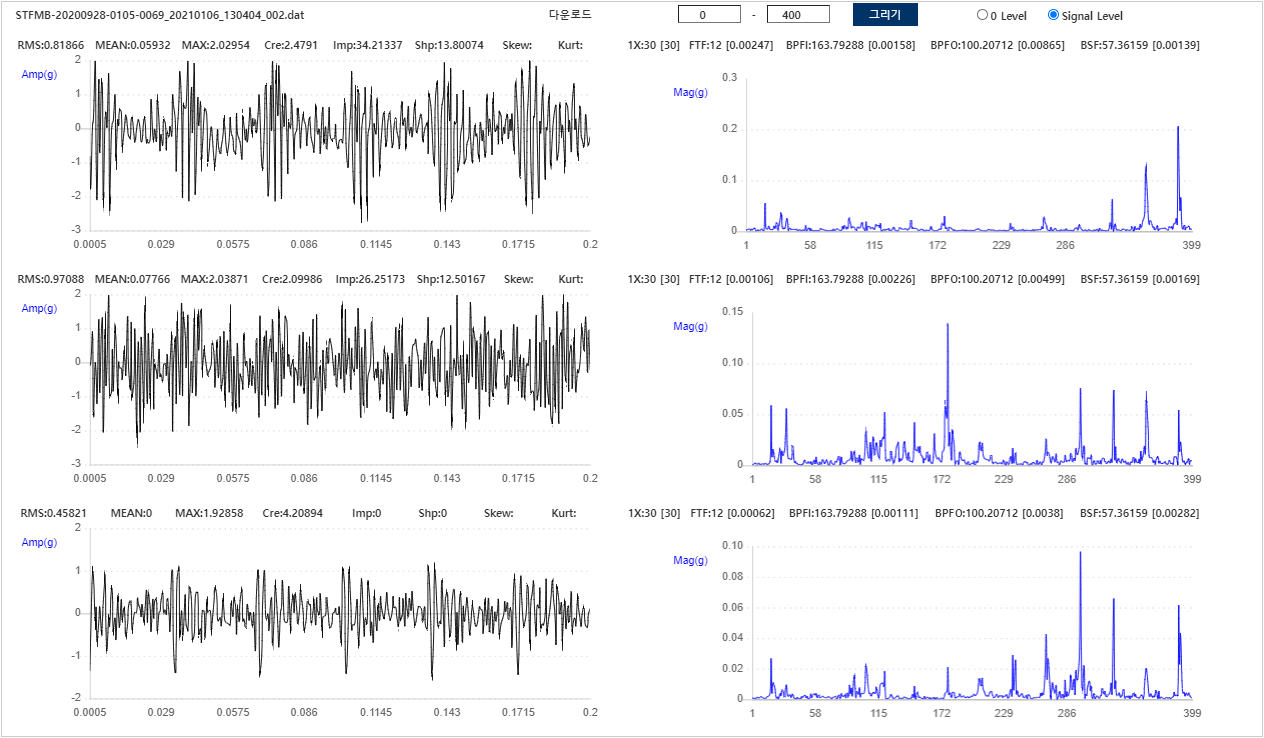 STFMB-20200928-0105-0069_20210106_130404_002.dat 다운로드 0 - 400 그리기 0 Level Signal Level
RMS:0.81866 MEAN:0.05932 MAX:2.02954 Cre:2.4791 Imp:34.21337 Shp:13.80074 Skew: Kurt:
Amp(g)
2
1
0
-1
-2
-3
0.0005 0.029 0.0575 0.086 0.1145 0.143 0.1715 0.2
1X:30 [30] FTF:12 [0.00247] BPFI:163.79288 [0.00158] BPFO:100.20712 [0.00865] BSF:57.36159 [0.00139]
Mag(g)
0.3
0.2
0.1
0
1 58 115 172 229 286 399
RMS:0.97088 MEAN:0.07766 MAX:2.03871 Cre:2.09986 Imp:26.25173 Shp:12.50167 Skew: Kurt:
Amp(g)
2
1
0
-1
-2
-3
0.0005 0.029 0.0575 0.086 0.1145 0.143 0.1715 0.2
1X:30 [30] FTF:12 [0.00106] BPFI:163.79288 [0.00226] BPFO:100.20712 [0.00499] BSF:57.36159 [0.00169]
Mag(g)
0.15
0.10
0.05
0
1 58 115 172 229 286 399
RMS:0.45821 MEAN:0 MAX:1.92858 Cre:4.20894 Imp:0 Shp:0 Skew: Kurt:
Amp(g)
2
1
0
-1
-2
0.0005 0.029 0.0575 0.086 0.1145 0.143 0.1715 0.2
1X:30 [30] FTF:12 [0.00062] BPFI:163.79288 [0.00111] BPFO:100.20712 [0.0038] BSF:57.36159 [0.00282]
Mag(g)
0.10
0.08
0.06
0.04
0.02
0
1 58 115 172 229 286 399